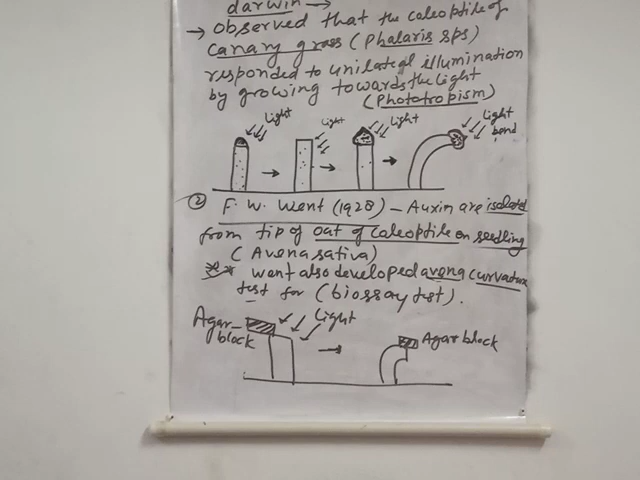 darwin →
→ observed that the coleoptile of
canary grass (Phalaris sps)
responded to unilateral illumination
by growing towards the light
(Phototropism)
Light Light Light Light
bend
② F. W. Went (1928) - Auxin are isolated
from tip of oat of Coleoptile on seedling
(Avena sativa)
Went also developed avena curvature
test for (biossay test).
Agar- Light
block Agar block